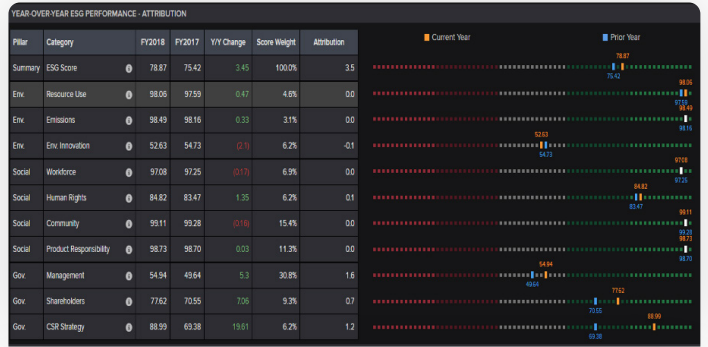 YEAR-OVER-YEAR ESG PERFORMANCE - ATTRIBUTION
Pillar Category FY2018 FY2017 Y/Y Change Score Weight Attribution Current Year Prior Year
Summary ESG Score 78.87 75.42 3.45 100.0% 3.5 78.87 75.42
Env. Resource Use 98.06 97.59 0.47 4.6% 0.0 98.06 97.59
Env. Emissions 98.49 98.16 0.33 3.1% 0.0 98.49 98.16
Env. Env. Innovation 52.63 54.73 (2.1) 6.2% -0.1 52.63 54.73
Social Workforce 97.08 97.25 (0.17) 6.9% 0.0 97.08 97.25
Social Human Rights 84.82 83.47 1.35 6.2% 0.1 84.82 83.47
Social Community 99.11 99.28 (0.16) 15.4% 0.0 99.11 99.28
Social Product Responsibility 98.73 98.70 0.03 11.3% 0.0 98.73 98.70
Gov. Management 54.94 49.64 5.3 30.8% 1.6 54.94 49.64
Gov. Shareholders 77.62 70.55 7.06 9.3% 0.7 77.62 70.55
Gov. CSR Strategy 88.99 69.38 19.61 6.2% 1.2 88.99 69.38